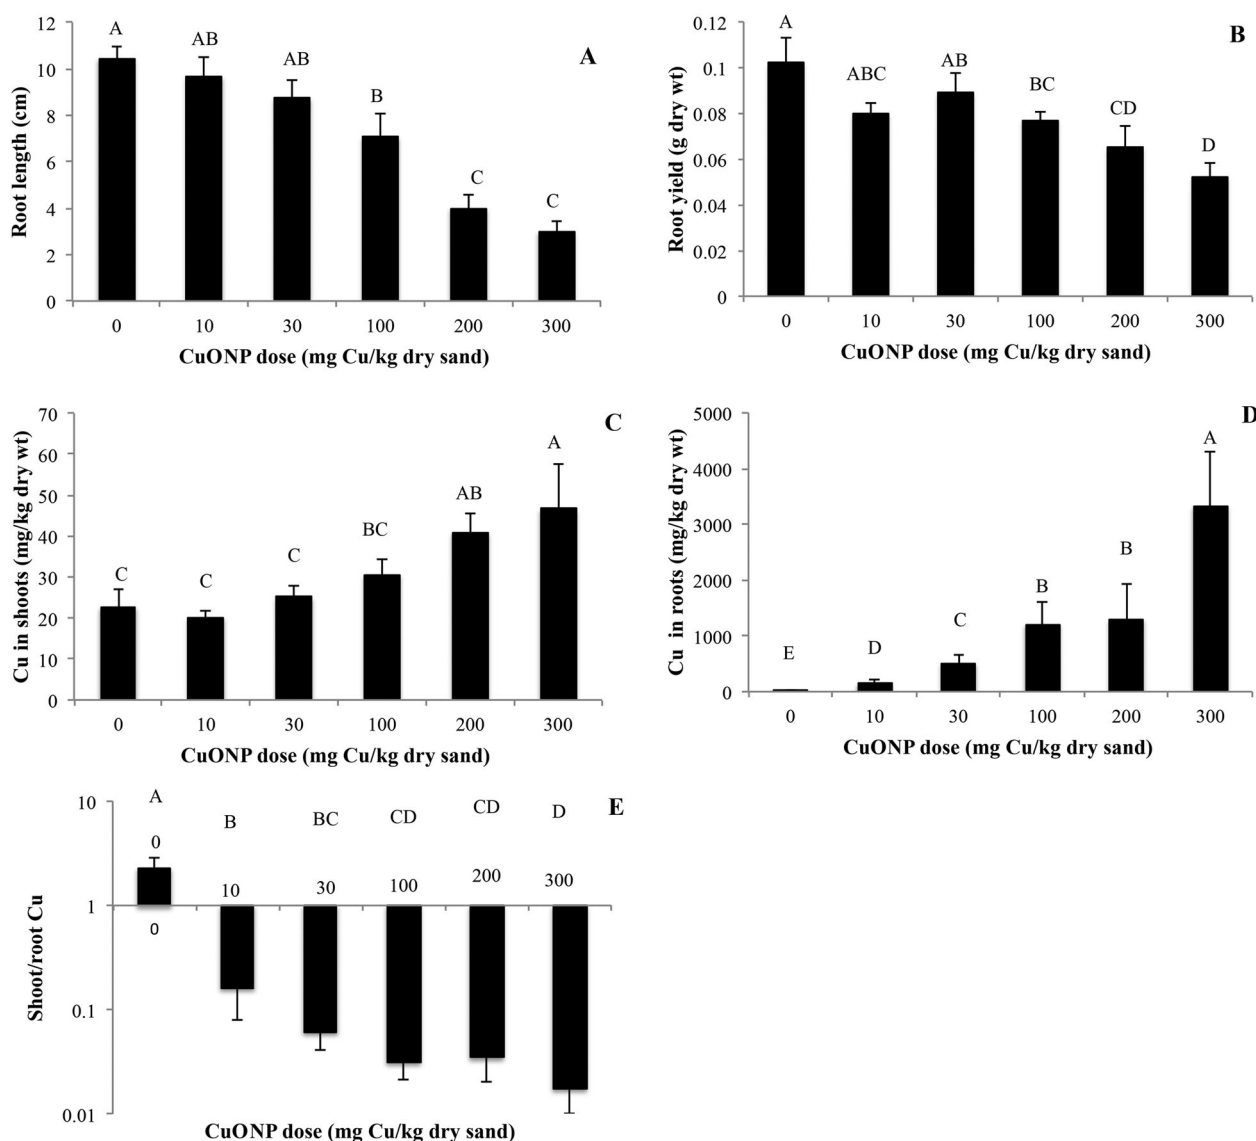 A
Root length (cm)
12
10
8
6
4
2
0
A
AB
AB
B
C
C
0 10 30 100 200 300
CuONP dose (mg Cu/kg dry sand)
B
Root yield (g dry wt)
0.12
0.1
0.08
0.06
0.04
0.02
0
A
ABC
AB
BC
CD
D
0 10 30 100 200 300
CuONP dose (mg Cu/kg dry sand)
C
Cu in shoots (mg/kg dry wt)
70
60
50
40
30
20
10
0
C
C
C
BC
AB
A
0 10 30 100 200 300
CuONP dose (mg Cu/kg dry sand)
D
Cu in roots (mg/kg dry wt)
5000
4000
3000
2000
1000
0
E
D
C
B
B
A
0 10 30 100 200 300
CuONP dose (mg Cu/kg dry sand)
E
Shoot/root Cu
10
1
0.1
0.01
A
B
BC
CD
CD
D
0 10 30 100 200 300
0
CuONP dose (mg Cu/kg dry sand)